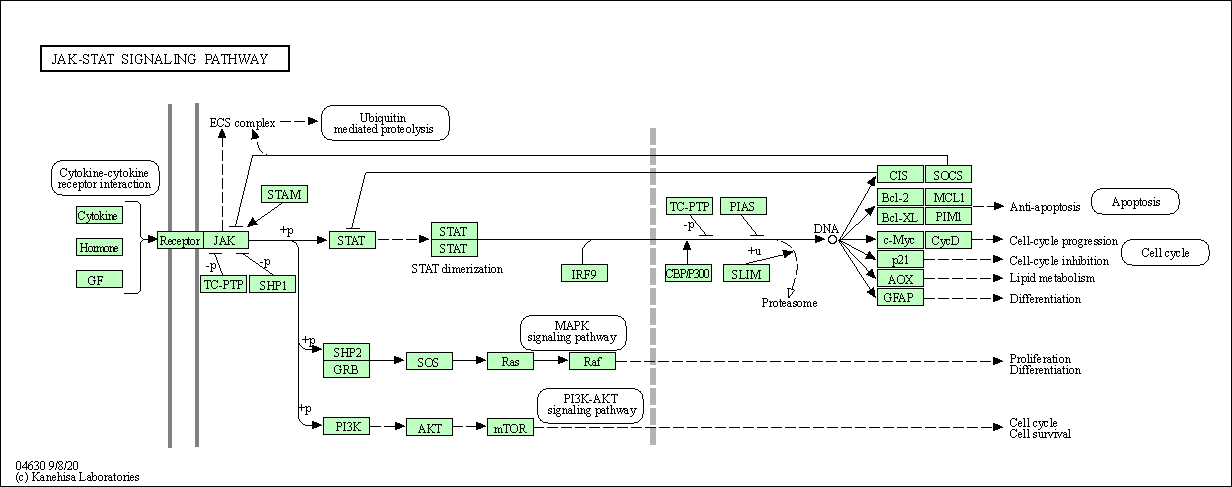 JAK-STAT SIGNALING PATHWAY
ECS complex
Ubiquitin
mediated proteolysis
Cytokine-cytokine
receptor interaction
Cytokine
Hormone
GF
Receptor
JAK
STAM
+p
-p
-p
TC-PTP
SHP1
STAT
STAT
STAT
STAT dimerization
IRF9
TC-PTP
-p
PIAS
CBP/P300
+u
SLIM
Proteasome
DNA
CIS
SOCS
Bcl-2
MCL1
Bcl-XL
PIM1
c-Myc
CycD
p21
AOX
GFAP
Anti-apoptosis
Apoptosis
Cell-cycle progression
Cell-cycle inhibition
Cell cycle
Lipid metabolism
Differentiation
+p
SHP2
GRB
SOS
Ras
Raf
MAPK
signaling pathway
Proliferation
Differentiation
+p
PI3K
AKT
mTOR
PI3K-AKT
signaling pathway
Cell cycle
Cell survival
04630 9/8/20
(c) Kanehisa Laboratories